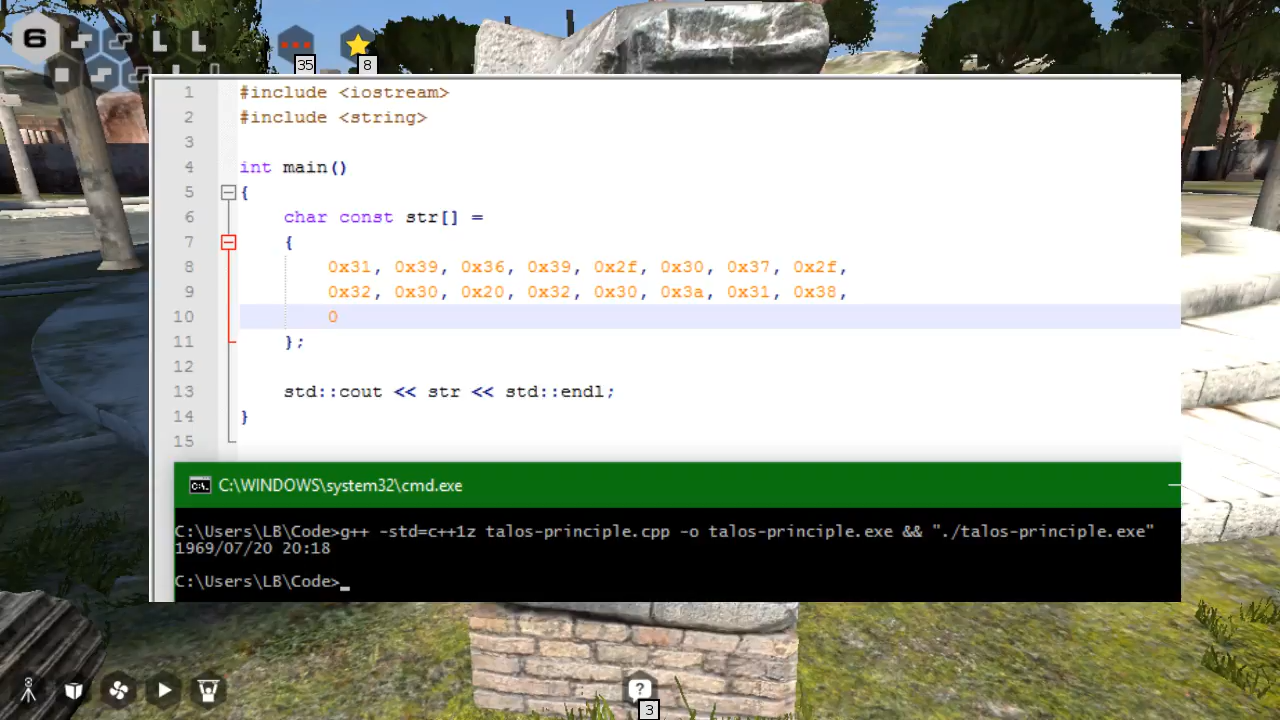 6
35
8
1 #include <iostream>
2 #include <string>
3
4 int main()
5 {
6 char const str[] =
7 {
8 0x31, 0x39, 0x36, 0x39, 0x2f, 0x30, 0x37, 0x2f,
9 0x32, 0x30, 0x20, 0x32, 0x30, 0x3a, 0x31, 0x38,
10 0
11 };
12
13 std::cout << str << std::endl;
14 }
15
C:\WINDOWS\system32\cmd.exe
C:\Users\LB\Code>g++ -std=c++1z talos-principle.cpp -o talos-principle.exe && "./talos-principle.exe"
1969/07/20 20:18
C:\Users\LB\Code>_
?
3